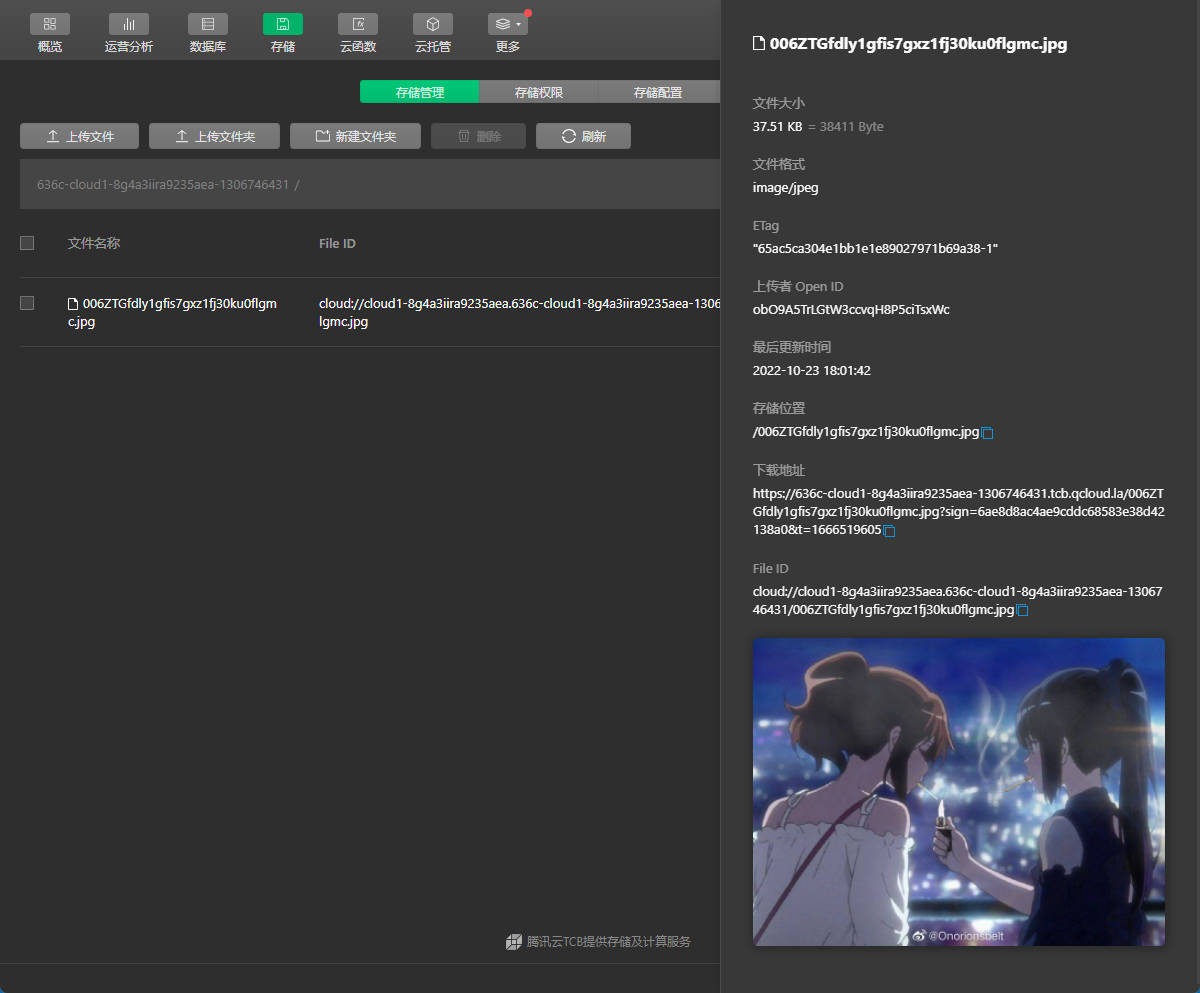 概览
运营分析
数据库
存储
云函数
云托管
更多
存储管理
存储权限
存储配置
上传文件
上传文件夹
新建文件夹
删除
刷新
636c-cloud1-8g4a3iira9235aea-1306746431 /
文件名称
File ID
006ZTGfdly1gfis7gxz1fj30ku0flgm
c.jpg
cloud://cloud1-8g4a3iira9235aea.636c-cloud1-8g4a3iira9235aea-1306
lgmc.jpg
腾讯云TCB提供存储及计算服务
006ZTGfdly1gfis7gxz1fj30ku0flgmc.jpg
文件大小
37.51 KB = 38411 Byte
文件格式
image/jpeg
ETag
"65ac5ca304e1bb1e1e89027971b69a38-1"
上传者 Open ID
obO9A5TrLGtW3ccvqH8P5ciTsxWc
最后更新时间
2022-10-23 18:01:42
存储位置
/006ZTGfdly1gfis7gxz1fj30ku0flgmc.jpg
下载地址
https://636c-cloud1-8g4a3iira9235aea-1306746431.tcb.qcloud.la/006ZT
Gfdly1gfis7gxz1fj30ku0flgmc.jpg?sign=6ae8d8ac4ae9cddc68583e38d42
138a0&t=1666519605
File ID
cloud://cloud1-8g4a3iira9235aea.636c-cloud1-8g4a3iira9235aea-1306
746431/006ZTGfdly1gfis7gxz1fj30ku0flgmc.jpg
@Onorionsbelt